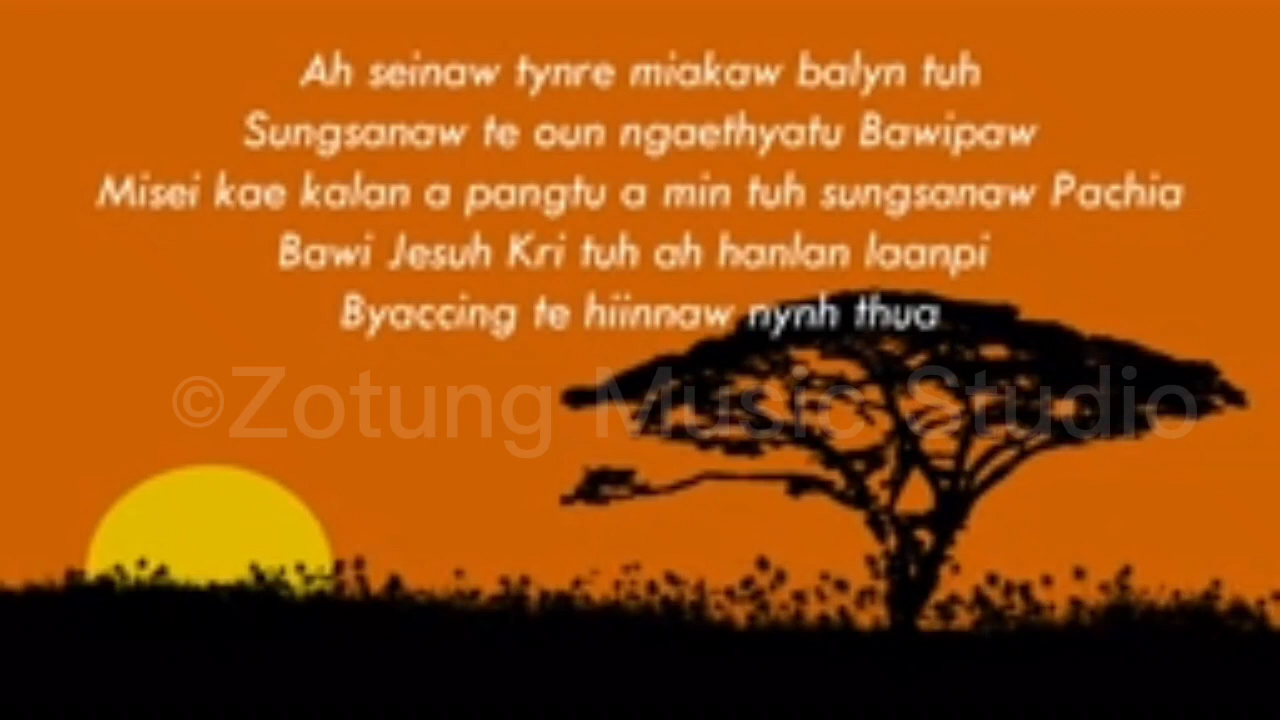 Ah seinaw tynre miakaw balyn tuh
Sungsanaw te oun ngaethyatu Bawipaw
Misei kae kalan a pangtu a min tuh sungsanaw Pachia
Bawi Jesuh Kri tuh ah hanlan laanpi
Byaccing te hiinnaw nynh thua
©Zotung Music Studio